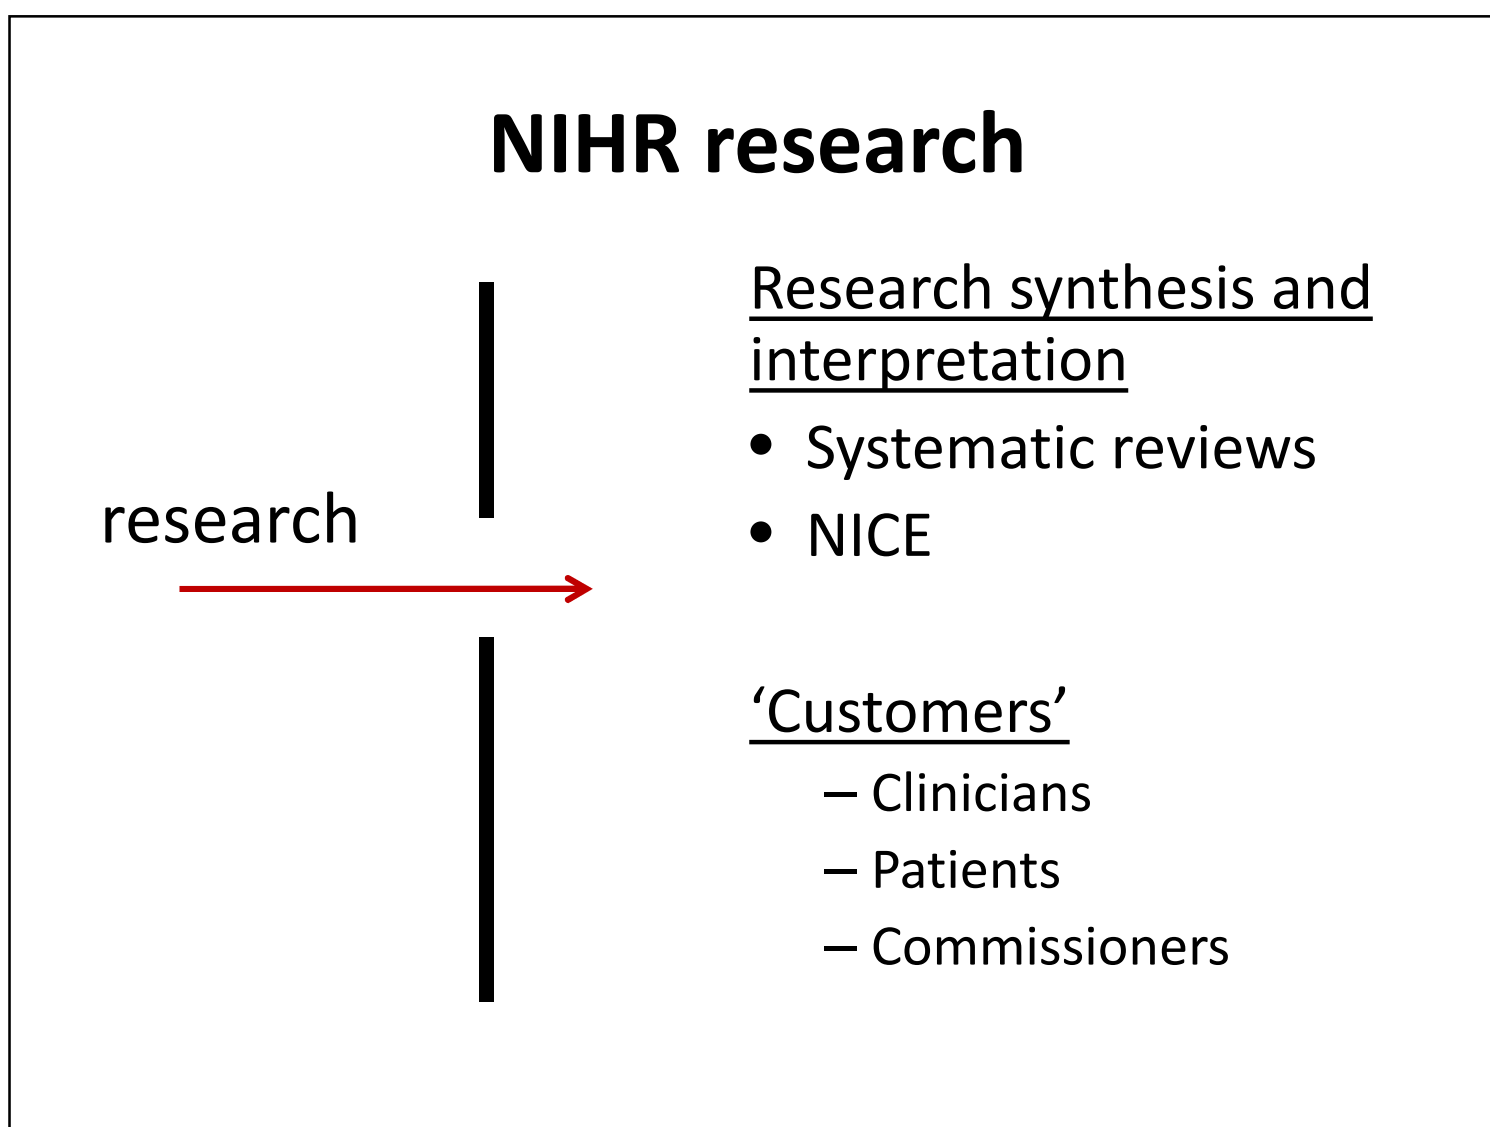 NIHR research
research
Research synthesis and
interpretation
• Systematic reviews
• NICE
‘Customers’
– Clinicians
– Patients
– Commissioners